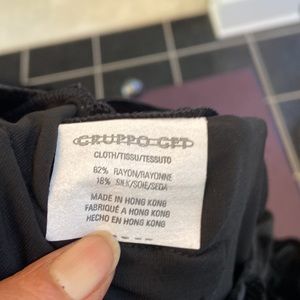 GRUPPO GFT
CLOTH/TISSU/TESSUTO
82% RAYON/RAYONNE
18% SILK/SOIE/SEDA
MADE IN HONG KONG
FABRIQUÉ A HONG KONG
HECHO EN HONG KONG